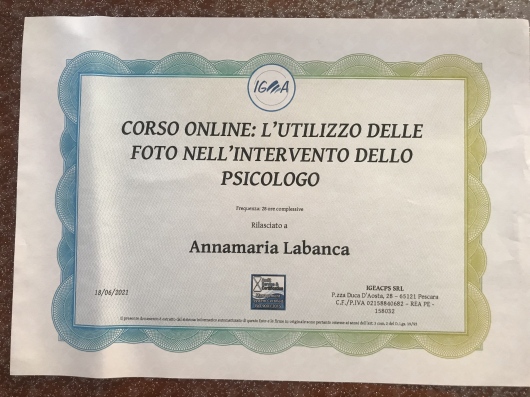 IGEA
CORSO ONLINE: L'UTILIZZO DELLE
FOTO NELL'INTERVENTO DELLO
PSICOLOGO
Frequenza: 20 ore complessive
Rilasciato a
Annamaria Labanca
18/06/2021
IGEACPS SRL
P.zza Duca D'Aosta, 28 – 65121 Pescara
C.F./P.IVA 02158840682 – REA PE -
158052